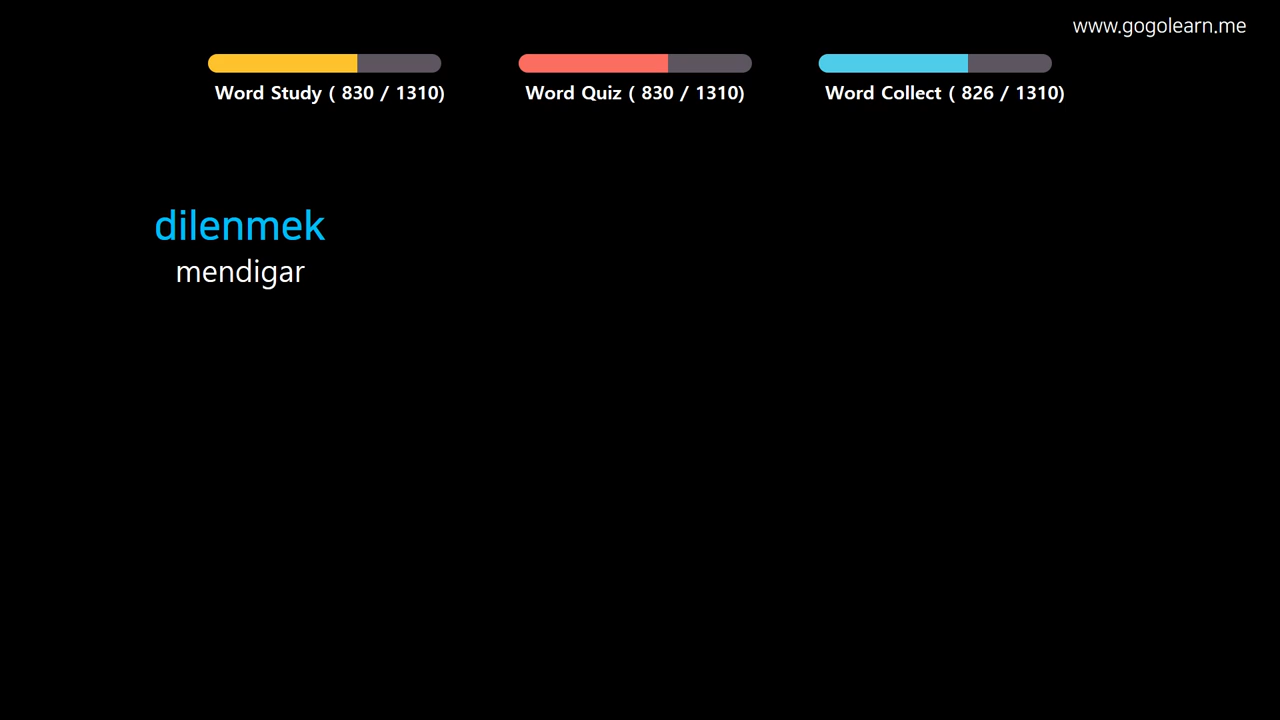 www.gogolearn.me
Word Study ( 830 / 1310)
Word Quiz ( 830 / 1310)
Word Collect ( 826 / 1310)
dilenmek
mendigar